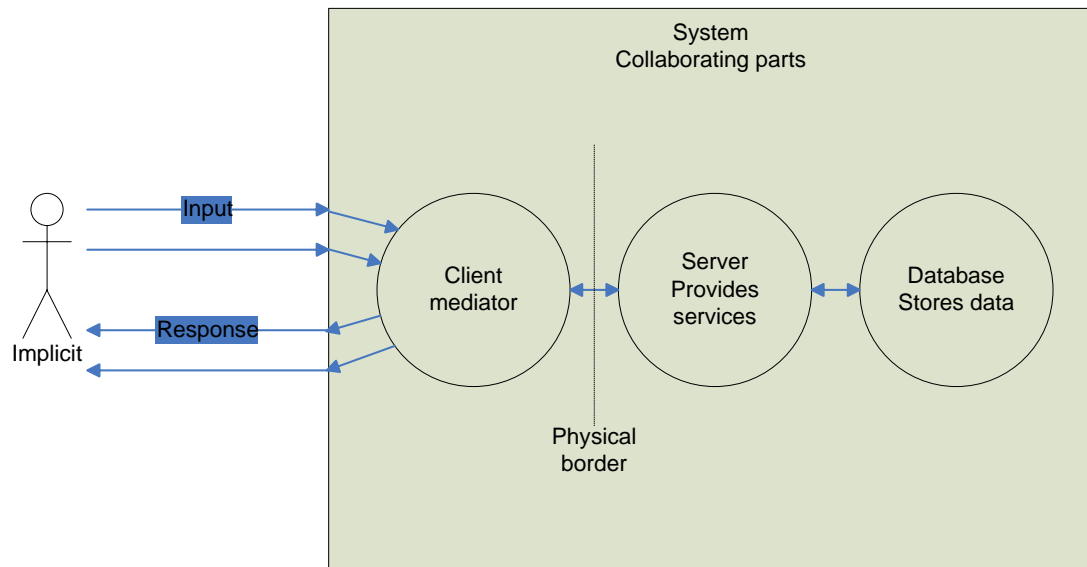 System
Collaborating parts
Input
Response
Implicit
Client
mediator
Server
Provides
services
Database
Stores data
Physical
border